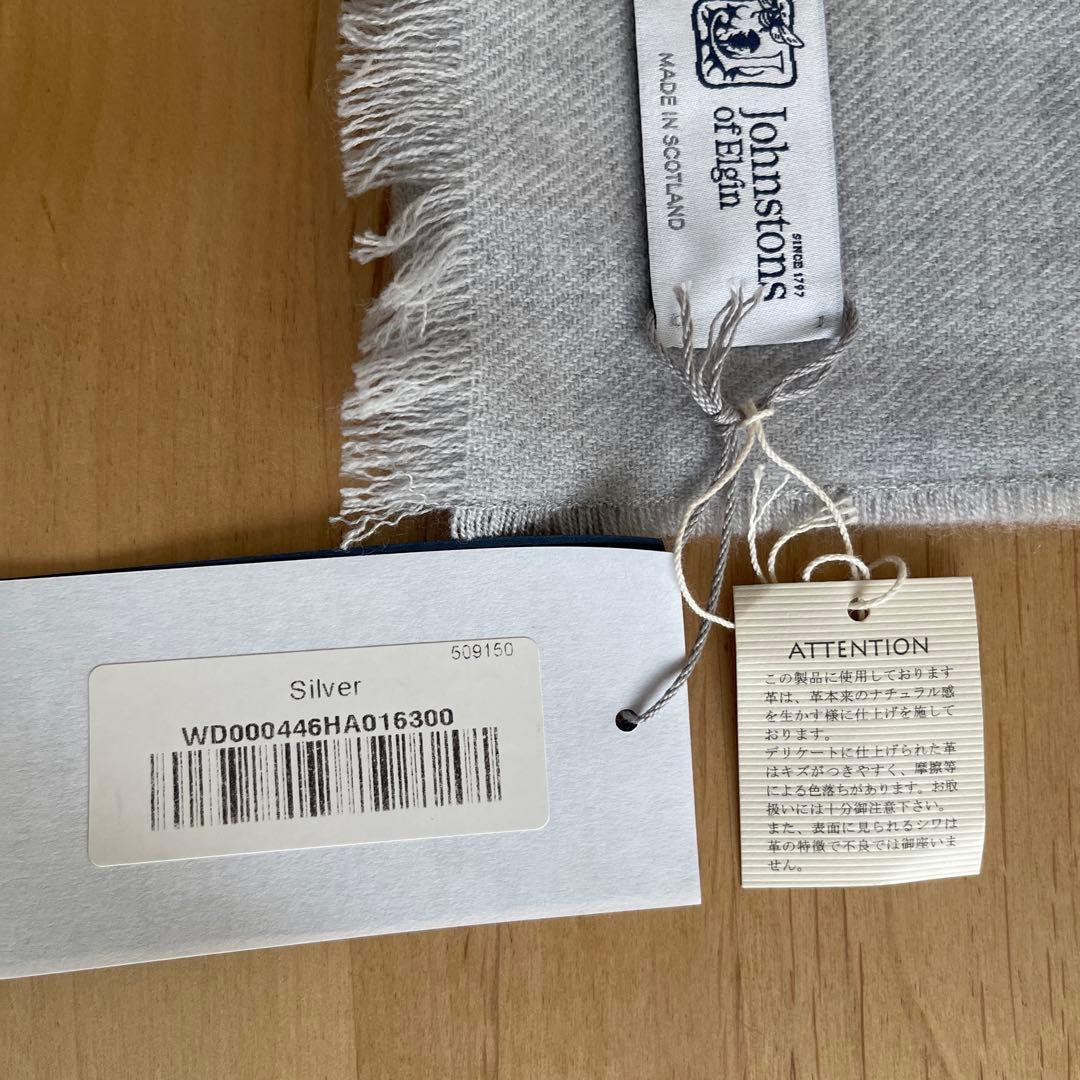 Johnstons
of Elgin
SINCE 1797
MADE IN SCOTLAND
509150
Silver
WD000446HA016300
ATTENTION
この製品に使用しております
革は、革本来のナチュラル感
を生かす様に仕上げを施して
おります。
デリケートに仕上げられた革
はキズがつきやすく、摩擦等
による色落ちがあります。お取
扱いには十分御注意下さい。
また、表面に見られるシワは
革の特徴で不良では御座いま
せん。